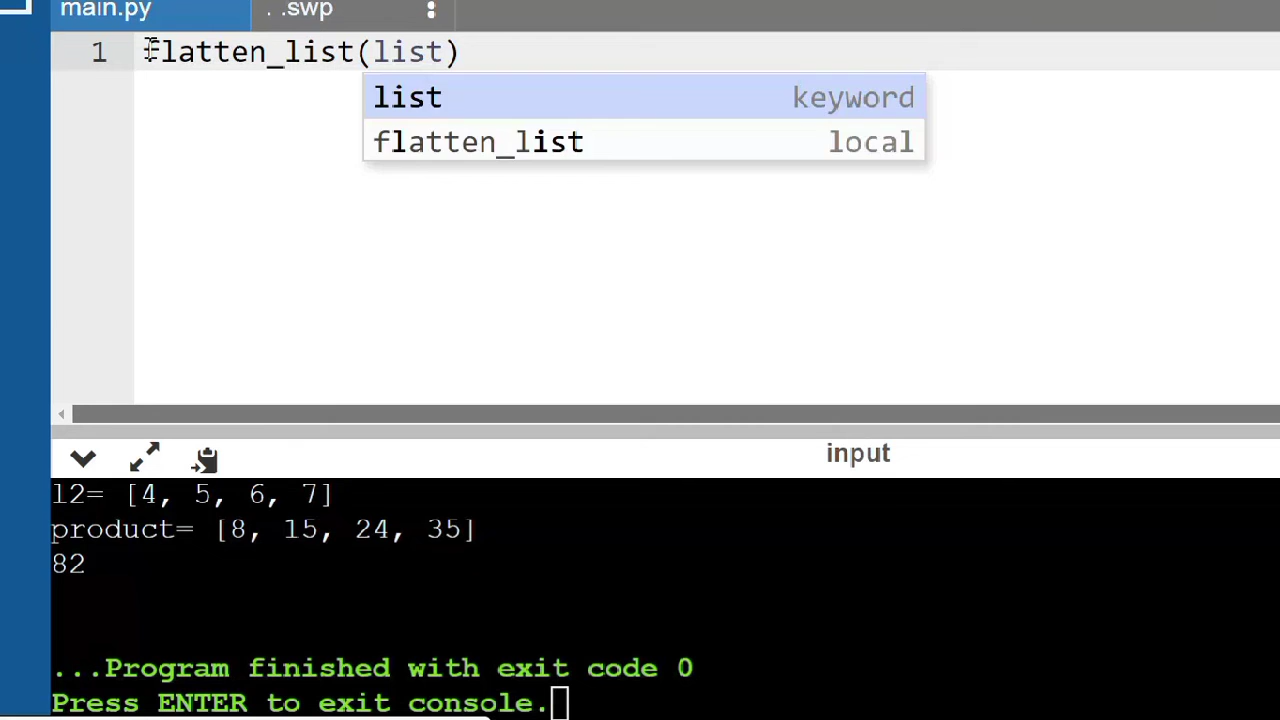 main.py . .swp
1 flatten_list(list)
list keyword
flatten_list local
input
l2= [4, 5, 6, 7]
product= [8, 15, 24, 35]
82
...Program finished with exit code 0
Press ENTER to exit console.